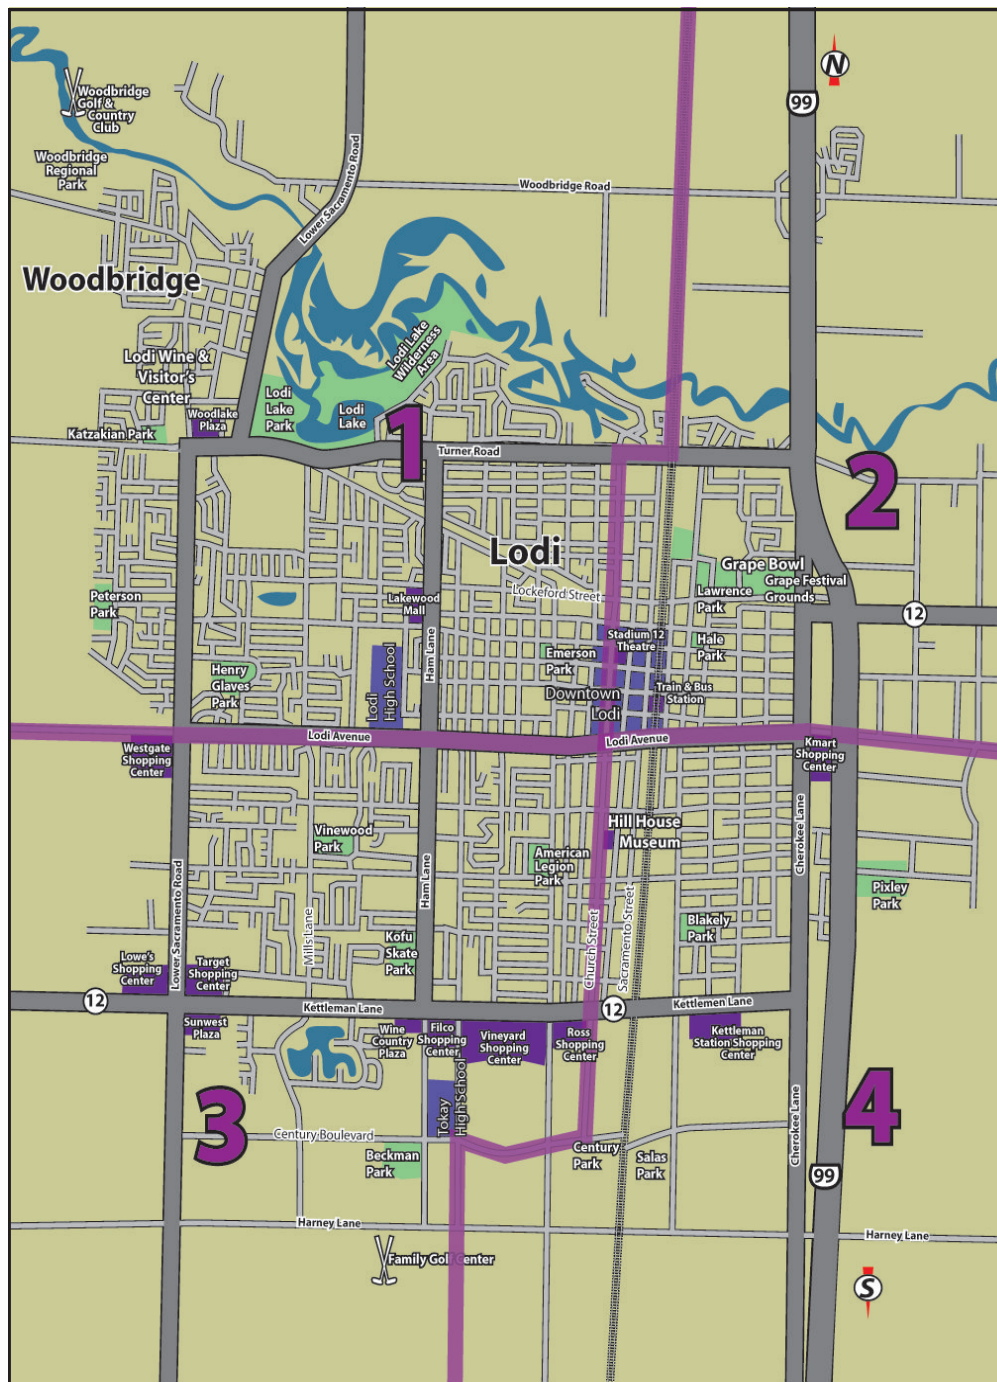 N
99
Woodbridge
Golf &
Country
Club
Woodbridge
Regional
Park
Lower Sacramento Road
Woodbridge Road
Woodbridge
Lodi Wine &
Visitor's
Center
Lodi Lake
Wilderness
Area
Lodi
Lake
Park
Lodi
Lake
Woodlake
Plaza
Katzakian Park
1
Turner Road
2
Lodi
Grape Bowl
Grape Festival
Grounds
Lockeford Street
Lawrence
Park
Peterson
Park
Lakewood
Mall
12
Stadium 12
Theatre
Hale
Park
Emerson
Park
Ham Lane
Lodi
High School
Henry
Glaves
Park
Downtown
Lodi
Train & Bus
Station
Lodi Avenue
Lodi Avenue
Westgate
Shopping
Center
Kmart
Shopping
Center
Cherokee Lane
Hill House
Museum
Vinewood
Park
American
Legion
Park
Ham Lane
Pixley
Park
Lower Sacramento Road
Mills Lane
Church Street
Sacramento Street
Blakely
Park
Kofu
Skate
Park
Lowe's
Shopping
Center
Target
Shopping
Center
12
Kettleman Lane
12
Kettlemen Lane
Sunwest
Plaza
Wine
Country
Plaza
Filco
Shopping
Center
Vineyard
Shopping
Center
Ross
Shopping
Center
Kettleman
Station Shopping
Center
3
Tokay
High School
4
Century Boulevard
Cherokee Lane
Beckman
Park
Century
Park
Salas
Park
99
Harney Lane
Harney Lane
Family Golf Center
S